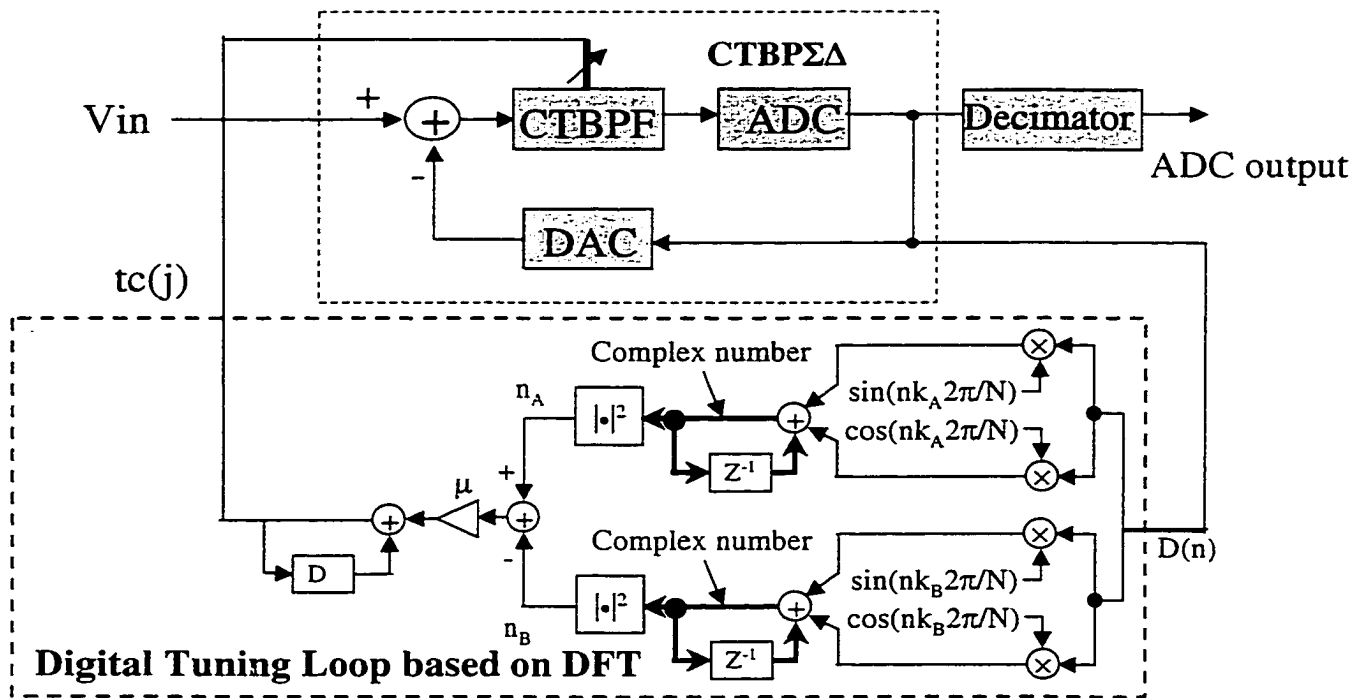 CTBPΣΔ
Vin
+
+
CTBPF
ADC
Decimator
ADC output
-
DAC
tc(j)
Complex number
×
n_A
|•|²
+
sin(nk_A2π/N)
cos(nk_A2π/N)
Z⁻¹
×
+
μ
+
+
D
-
Complex number
×
D(n)
|•|²
+
sin(nk_B2π/N)
cos(nk_B2π/N)
n_B
Z⁻¹
×
Digital Tuning Loop based on DFT